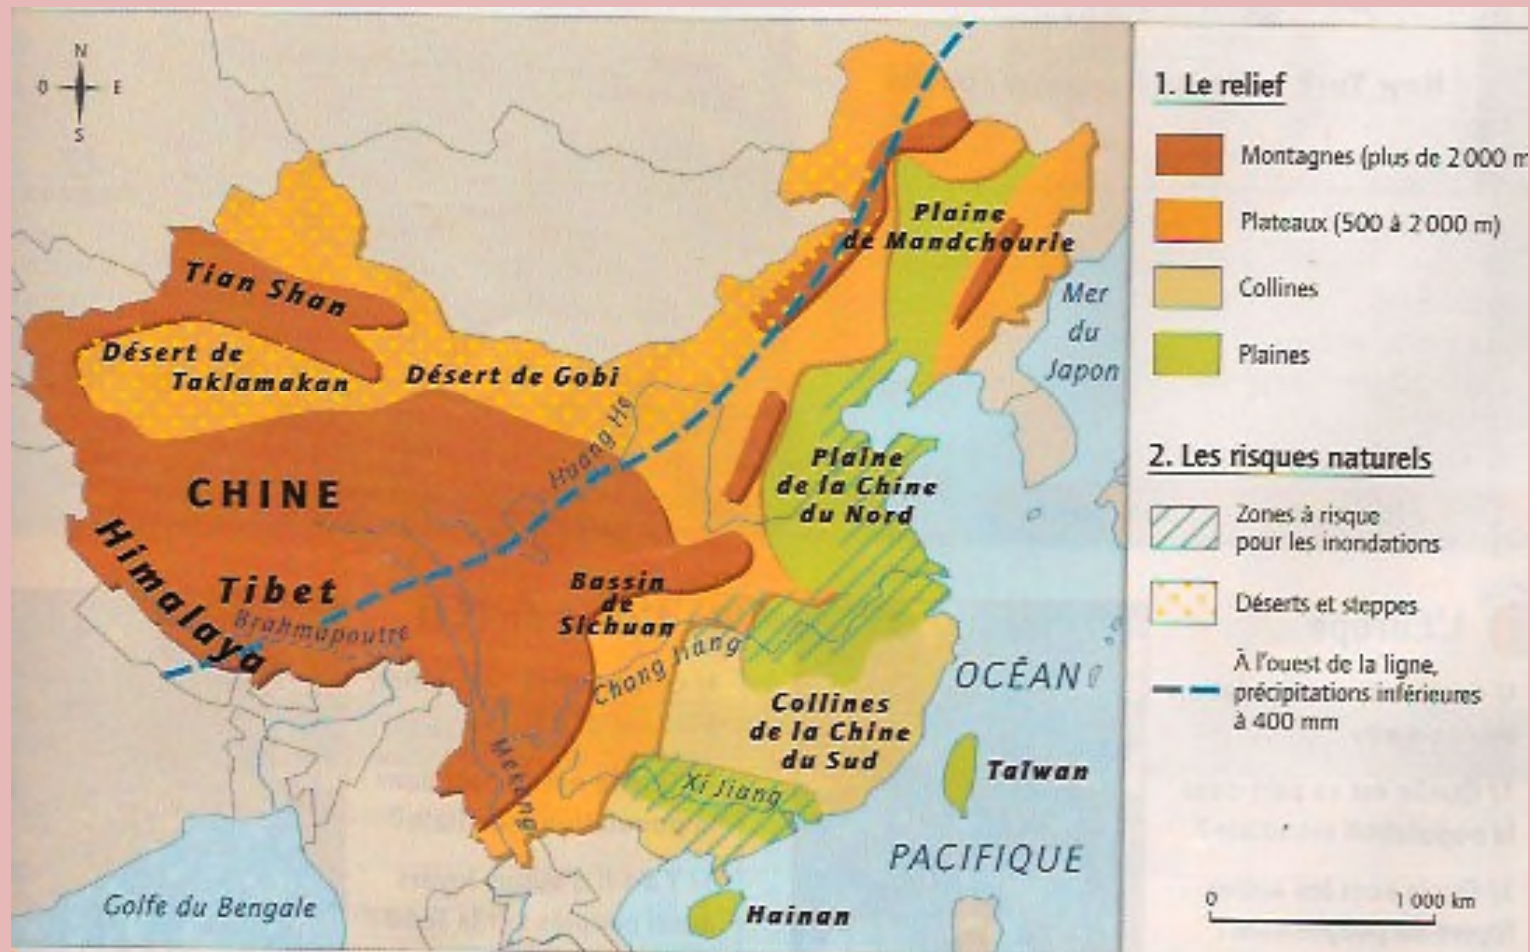 N
O E
S
Tian Shan
Désert de
Taklamakan
Désert de Gobi
CHINE
Himalaya
Tibet
Brahmapoutre
Huang He
Plaine
de Mandchourie
Mer
du
Japon
Plaine
de la Chine
du Nord
Bassin
de
Sichuan
Chang Jiang
Mekong
Collines
de la Chine
du Sud
Xi Jiang
OCÉAN
PACIFIQUE
Taïwan
Hainan
Golfe du Bengale
1. Le relief
Montagnes (plus de 2 000 m
Plateaux (500 à 2 000 m)
Collines
Plaines
2. Les risques naturels
Zones à risque
pour les inondations
Déserts et steppes
À l'ouest de la ligne,
précipitations inférieures
à 400 mm
0 1 000 km